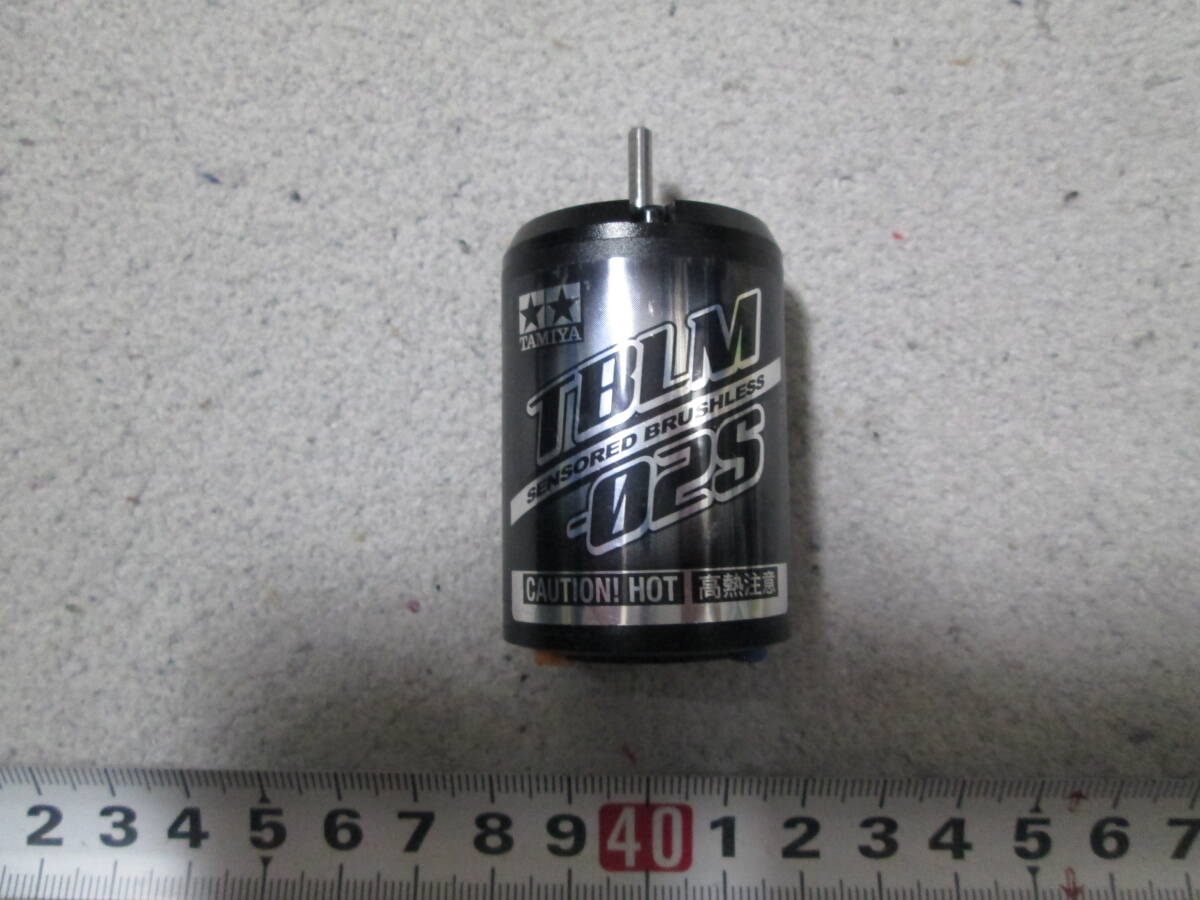 TAMIYA
TBLM
SENSORED BRUSHLESS
-02S
CAUTION! HOT 高熱注意
2 3 4 5 6 7 8 9 40 1 2 3 4 5 6 7